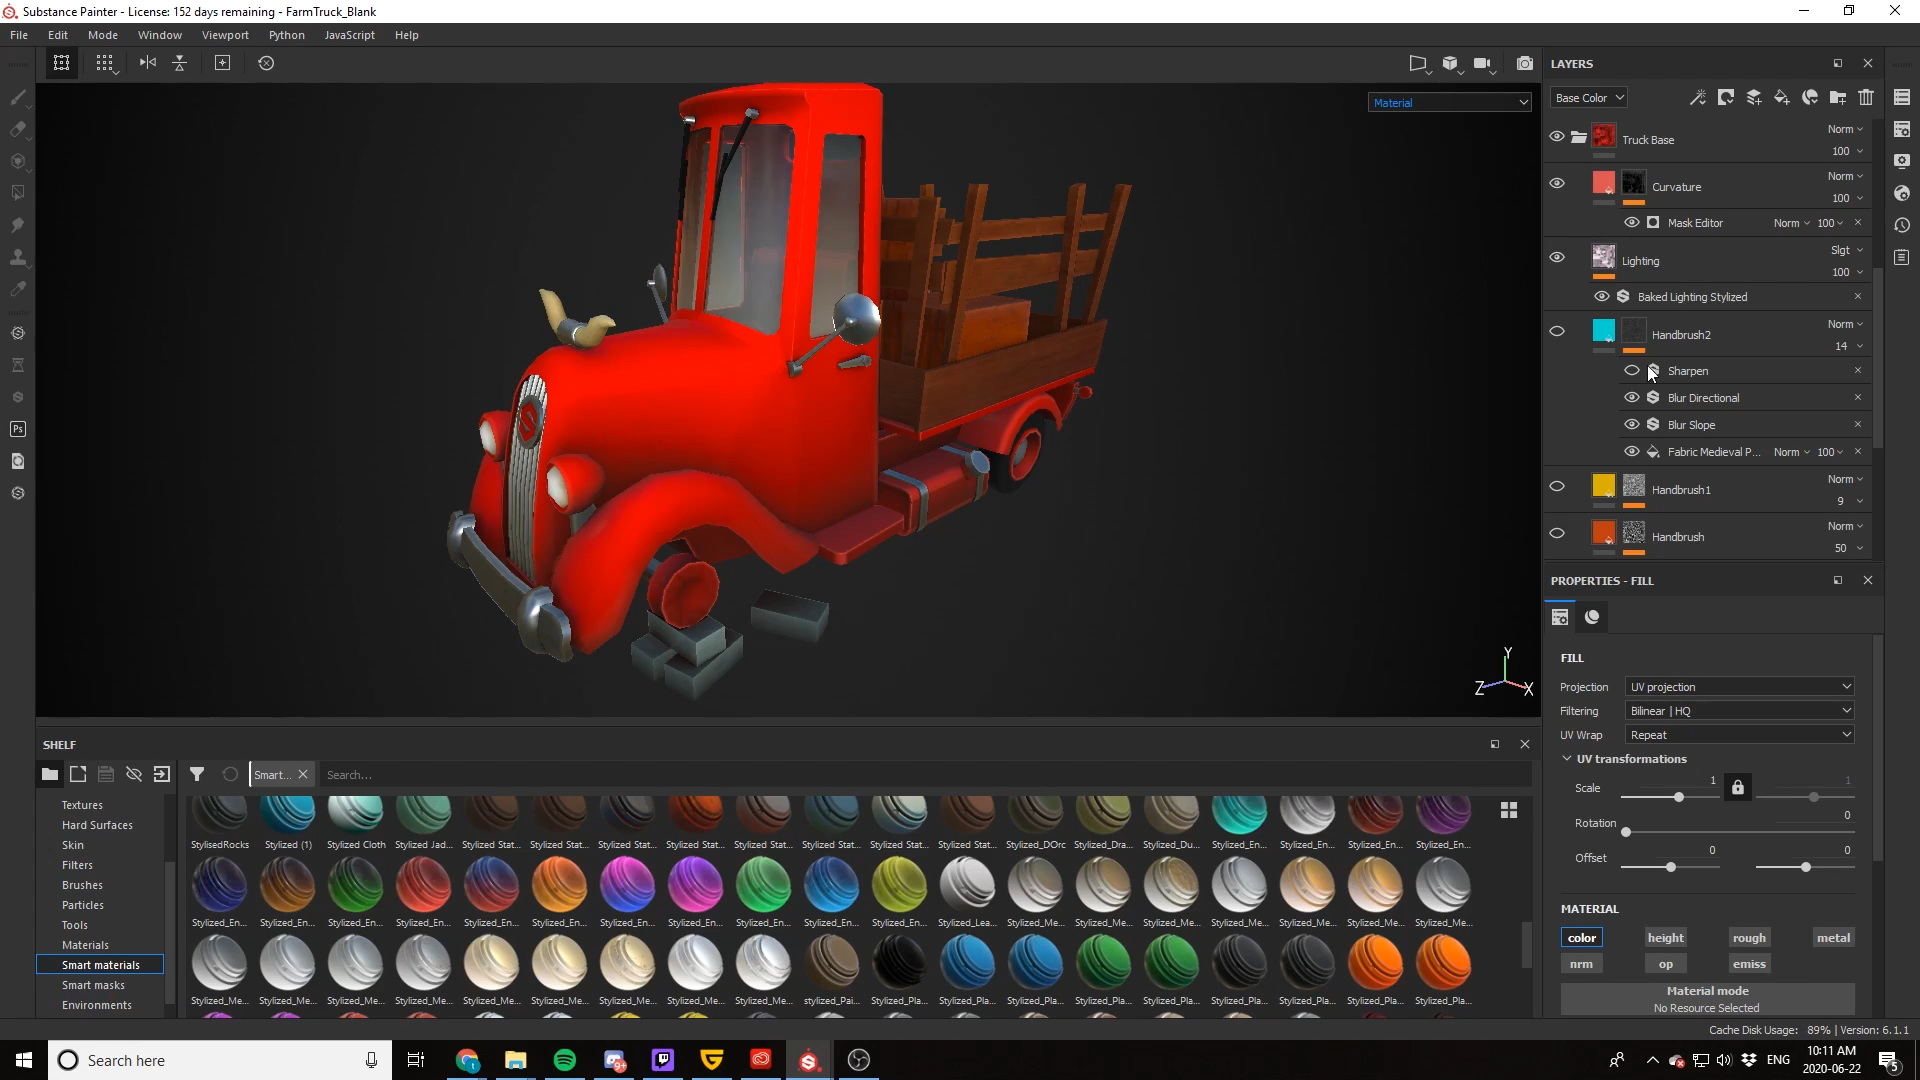 Substance Painter - License: 152 days remaining - FarmTruck_Blank
File Edit Mode Window Viewport Python JavaScript Help
Material
LAYERS
Base Color
Truck Base Norm 100
Curvature Norm 100
Mask Editor Norm 100
Lighting Slgt 100
Baked Lighting Stylized
Handbrush2 Norm 14
Sharpen
Blur Directional
Blur Slope
Fabric Medieval P... Norm 100
Handbrush1 Norm 9
Handbrush Norm 50
PROPERTIES - FILL
FILL
Projection UV projection
Filtering Bilinear | HQ
UV Wrap Repeat
UV transformations
Scale 1 1
Rotation 0
Offset 0 0
MATERIAL
color height rough metal
nrm op emiss
Material mode
No Resource Selected
Y
Z X
SHELF
Smart... Search...
Textures
Hard Surfaces
Skin
Filters
Brushes
Particles
Tools
Materials
Smart materials
Smart masks
Environments
StylisedRocks Stylized (1) Stylized Cloth Stylized Jad... Stylized Stat... Stylized Stat... Stylized Stat... Stylized Stat... Stylized Stat... Stylized Stat... Stylized Stat... Stylized Stat... Stylized_DOrc Stylized_Dra... Stylized_Du... Stylized_En... Stylized_En... Stylized_En... Stylized_En...
Stylized_En... Stylized_En... Stylized_En... Stylized_En... Stylized_En... Stylized_En... Stylized_En... Stylized_En... Stylized_En... Stylized_En... Stylized_En... Stylized_Lea... Stylized_Me... Stylized_Me... Stylized_Me... Stylized_Me... Stylized_Me... Stylized_Me... Stylized_Me...
Stylized_Me... Stylized_Me... Stylized_Me... Stylized_Me... Stylized_Me... Stylized_Me... Stylized_Me... Stylized_Me... Stylized_Me... stylized_Pai... Stylized_Pla... Stylized_Pla... Stylized_Pla... Stylized_Pla... Stylized_Pla... Stylized_Pla... Stylized_Pla... Stylized_Pla... Stylized_Pla...
Cache Disk Usage: 89% | Version: 6.1.1
Search here
Ps
9+
ENG
10:11 AM
2020-06-22
5